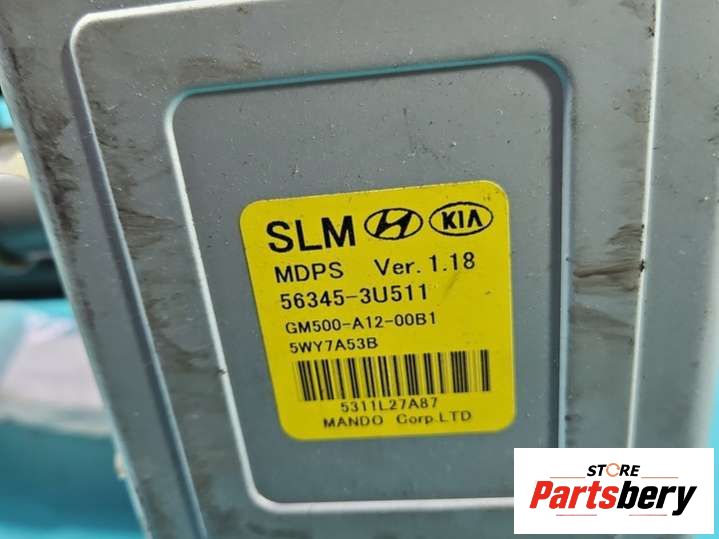 SLM H KIA
MDPS Ver. 1.18
56345-3U511
GM500-A12-00B1
5WY7A53B
5311L27A87
MANDO Corp.LTD
STORE
Partsbery